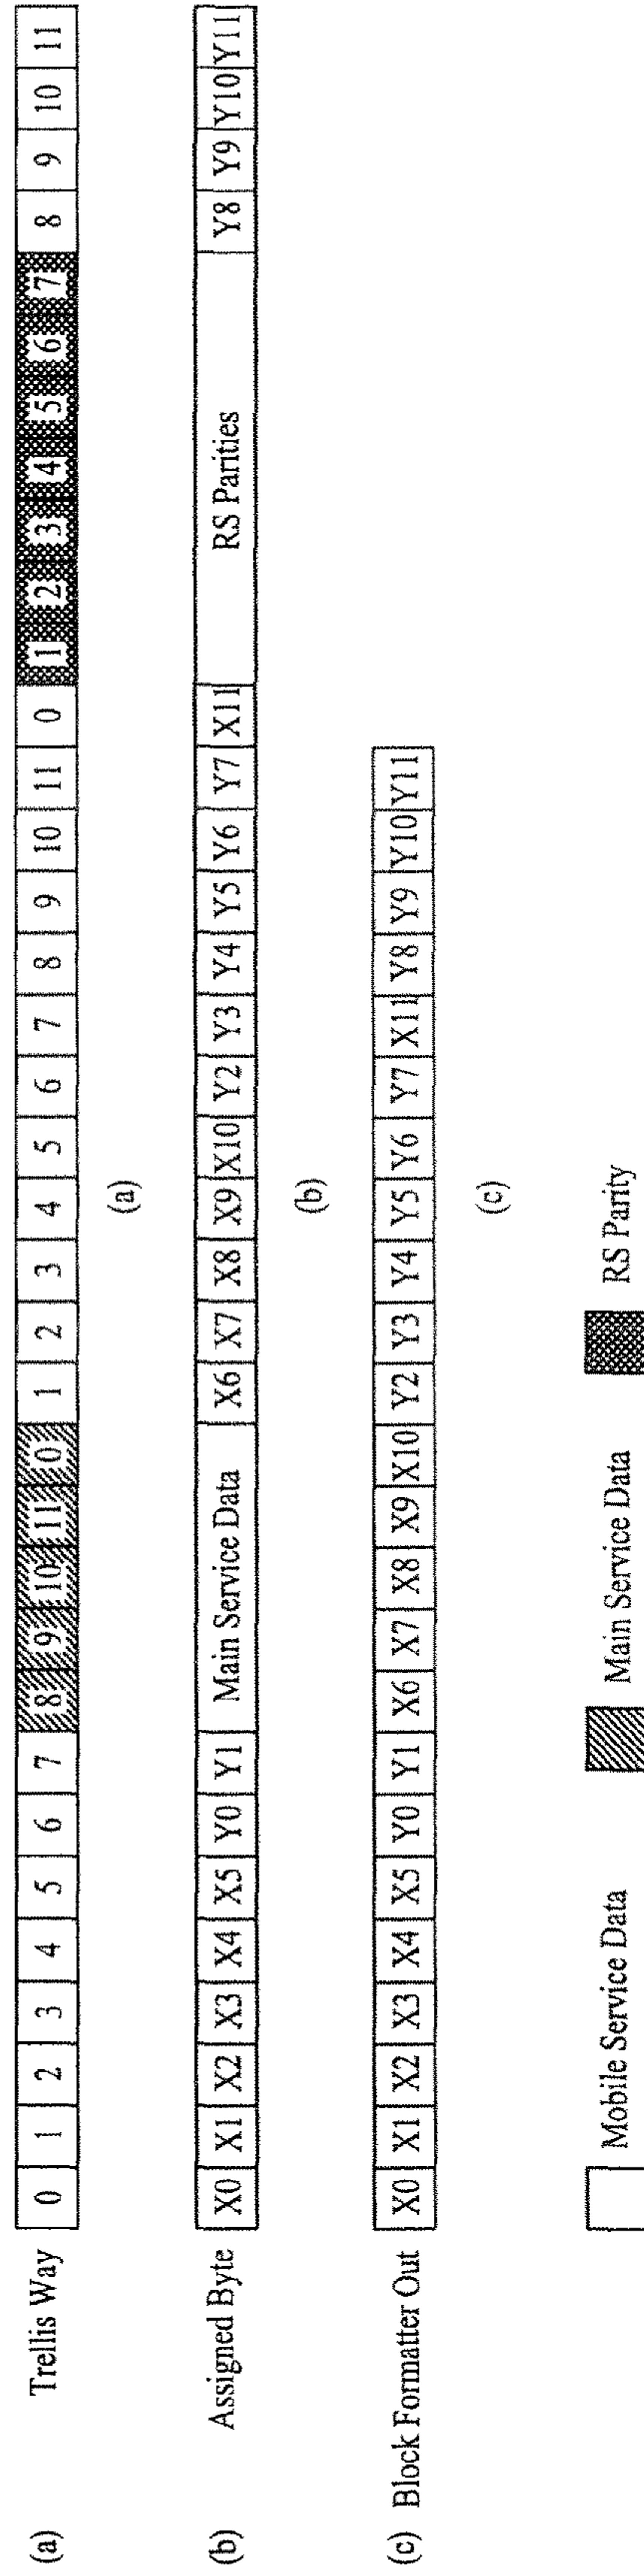 (a) Trellis Way 0 1 2 3 4 5 6 7 8 9 10 11 0 1 2 3 4 5 6 7 8 9 10 11 0 1 2 3 4 5 6 7 8 9 10 11
(a)
(b) Assigned Byte X0 X1 X2 X3 X4 X5 Y0 Y1 Main Service Data X6 X7 X8 X9 X10 Y2 Y3 Y4 Y5 Y6 Y7 X11 RS Parities Y8 Y9 Y10 Y11
(b)
(c) Block Formatter Out X0 X1 X2 X3 X4 X5 Y0 Y1 X6 X7 X8 X9 X10 Y2 Y3 Y4 Y5 Y6 Y7 X11 Y8 Y9 Y10 Y11
(c)
Mobile Service Data Main Service Data RS Parity